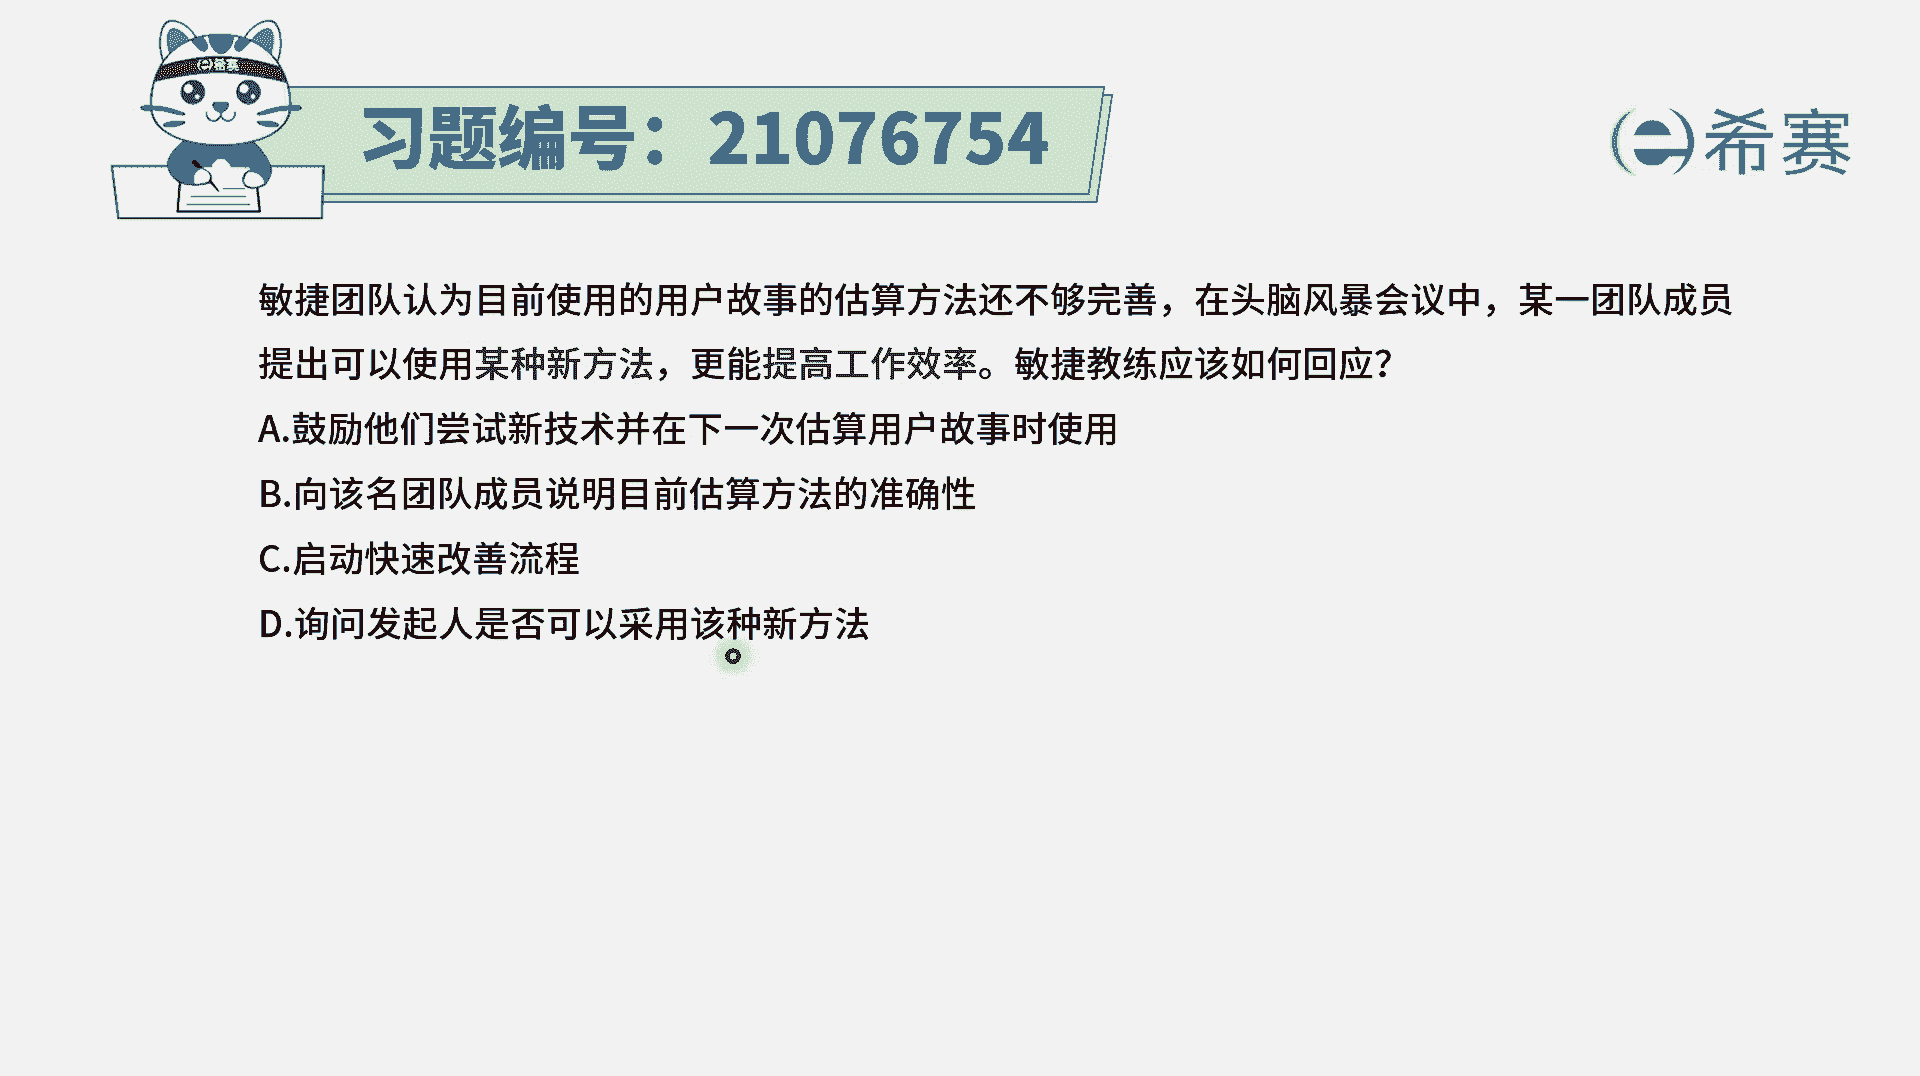 希赛
习题编号：21076754
希赛
敏捷团队认为目前使用的用户故事的估算方法还不够完善，在头脑风暴会议中，某一团队成员
提出可以使用某种新方法，更能提高工作效率。敏捷教练应该如何回应？
A.鼓励他们尝试新技术并在下一次估算用户故事时使用
B.向该名团队成员说明目前估算方法的准确性
C.启动快速改善流程
D.询问发起人是否可以采用该种新方法